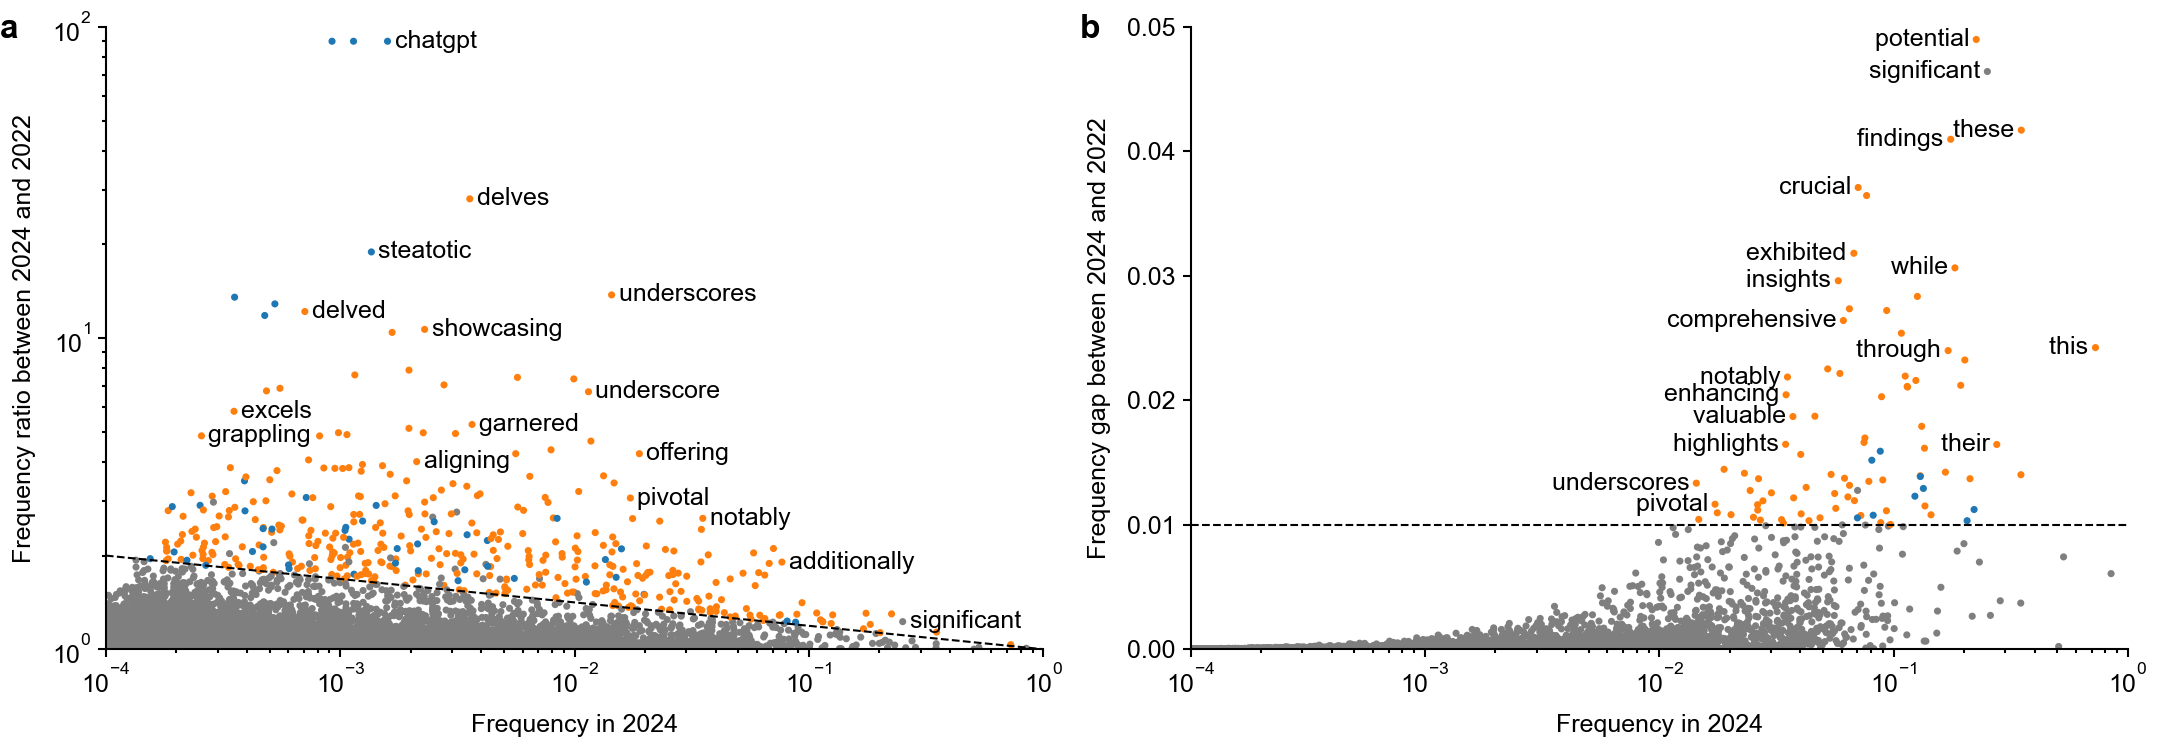 a
Frequency ratio between 2024 and 2022
10^2
10^1
10^0
chatgpt
delves
steatotic
underscores
delved
showcasing
underscore
excels
garnered
grappling
offering
aligning
pivotal
notably
additionally
significant
10^−4
10^−3
10^−2
10^−1
10^0
Frequency in 2024
b
Frequency gap between 2024 and 2022
0.05
0.04
0.03
0.02
0.01
0.00
potential
significant
these
findings
crucial
exhibited
while
insights
comprehensive
through
this
notably
enhancing
valuable
highlights
their
underscores
pivotal
10^−4
10^−3
10^−2
10^−1
10^0
Frequency in 2024